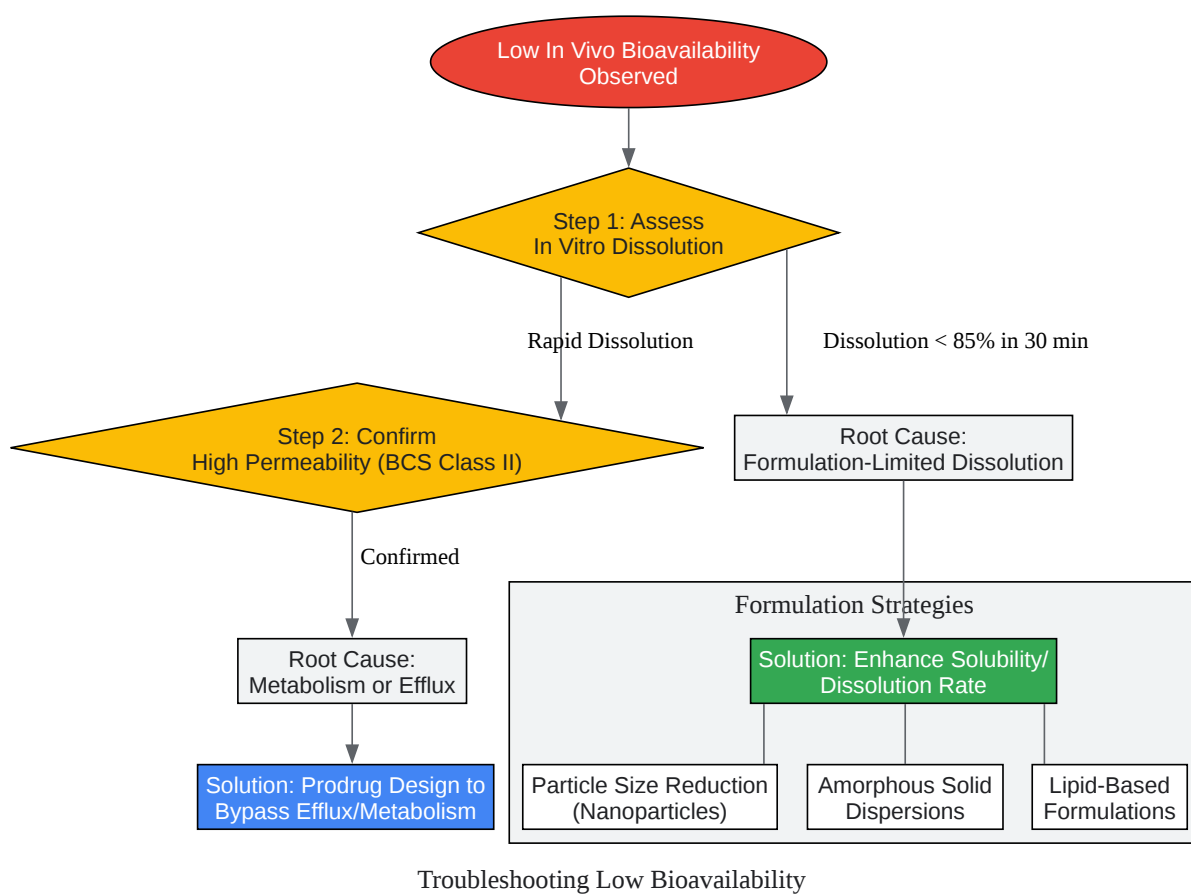 Low In Vivo Bioavailability
Observed
Step 1: Assess
In Vitro Dissolution
Rapid Dissolution
Dissolution < 85% in 30 min
Step 2: Confirm
High Permeability (BCS Class II)
Root Cause:
Formulation-Limited Dissolution
Confirmed
Formulation Strategies
Root Cause:
Metabolism or Efflux
Solution: Enhance Solubility/
Dissolution Rate
Solution: Prodrug Design to
Bypass Efflux/Metabolism
Particle Size Reduction
(Nanoparticles)
Amorphous Solid
Dispersions
Lipid-Based
Formulations
Troubleshooting Low Bioavailability